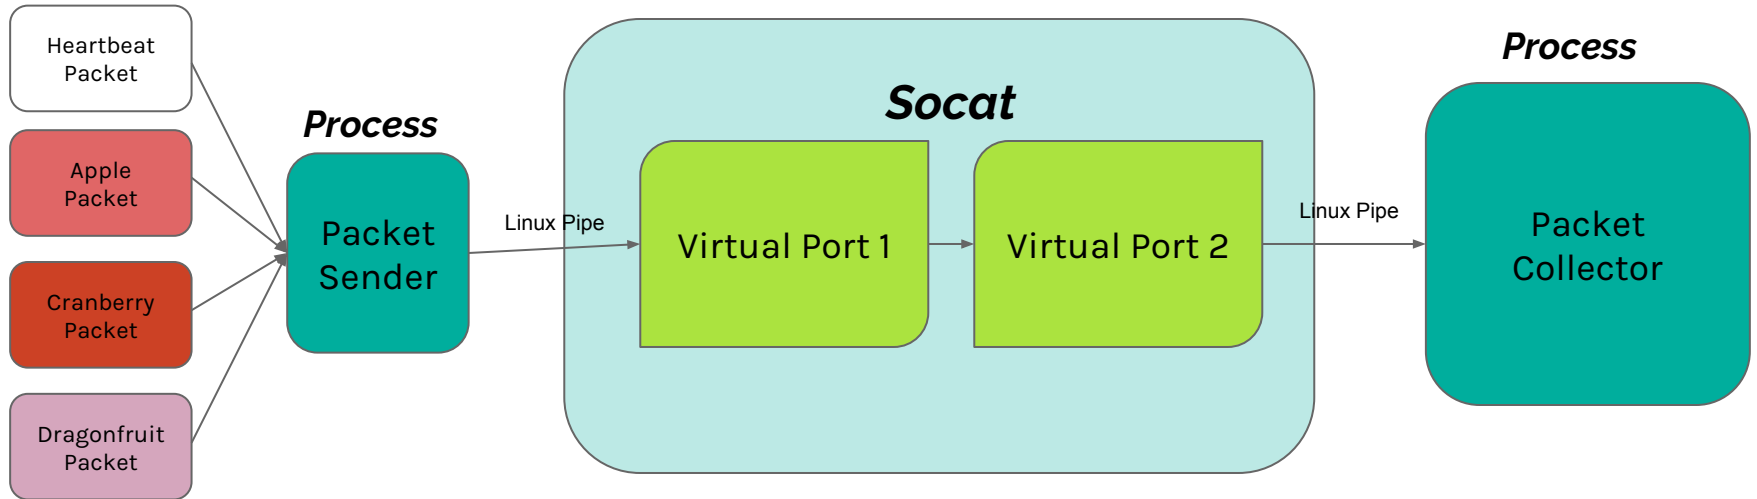 Heartbeat
Packet
Apple
Packet
Cranberry
Packet
Dragonfruit
Packet
Process
Packet
Sender
Linux Pipe
Socat
Virtual Port 1
Virtual Port 2
Linux Pipe
Process
Packet
Collector